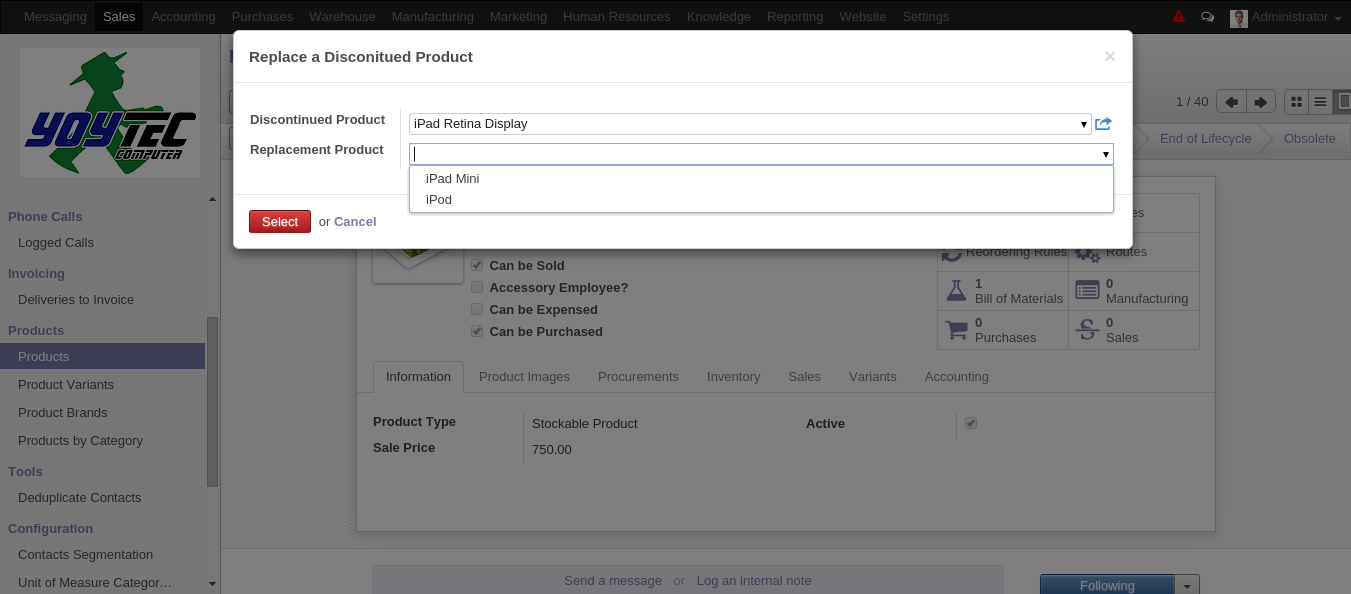 Messaging Sales Accounting Purchases Warehouse Manufacturing Marketing Human Resources Knowledge Reporting Website Settings Administrator
Replace a Disconitued Product ×
1 / 40
YOYTEC
COMPUTER
Discontinued Product iPad Retina Display
Replacement Product
iPad Mini
iPod
Select or Cancel
End of Lifecycle Obsolete
Phone Calls
Logged Calls
Invoicing
Deliveries to Invoice
Products
Products
Product Variants
Product Brands
Products by Category
Tools
Deduplicate Contacts
Configuration
Contacts Segmentation
Unit of Measure Categor...
Can be Sold
Accessory Employee?
Can be Expensed
Can be Purchased
Reordering Rules Routes
1 Bill of Materials
0 Manufacturing
0 Purchases
0 Sales
Information Product Images Procurements Inventory Sales Variants Accounting
Product Type Stockable Product Active
Sale Price 750.00
Send a message or Log an internal note
Following